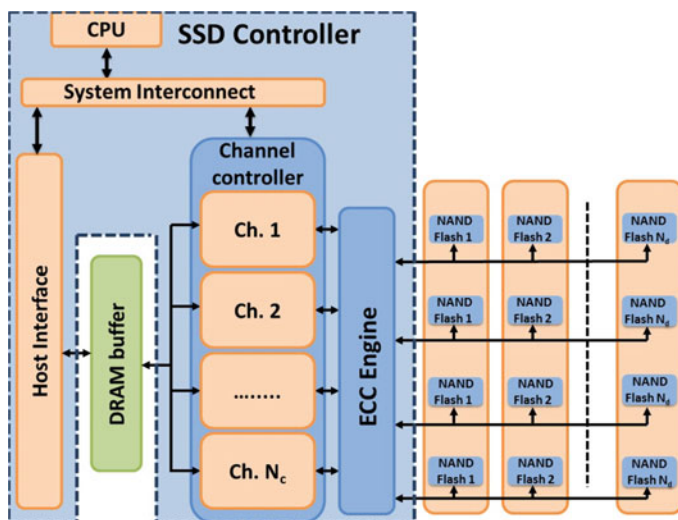 CPU
SSD Controller
System Interconnect
Channel
controller
Host Interface
DRAM buffer
Ch. 1
Ch. 2
........
Ch. Nc
ECC Engine
NAND
Flash 1
NAND
Flash 2
NAND
Flash Nd
NAND
Flash 1
NAND
Flash 2
NAND
Flash Nd
NAND
Flash 1
NAND
Flash 2
NAND
Flash Nd
NAND
Flash 1
NAND
Flash 2
NAND
Flash Nd